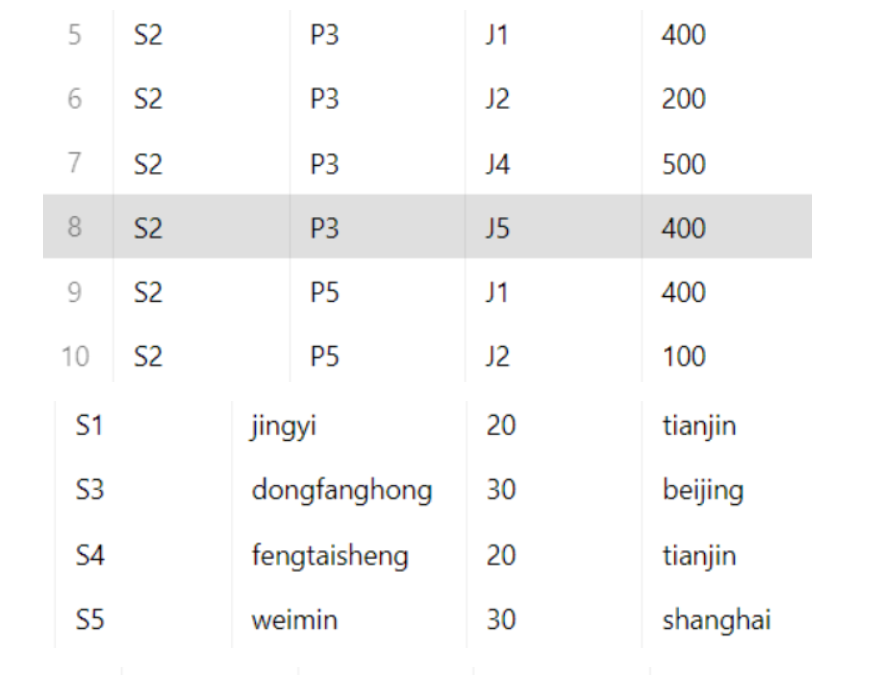 5 S2 P3 J1 400
6 S2 P3 J2 200
7 S2 P3 J4 500
8 S2 P3 J5 400
9 S2 P5 J1 400
10 S2 P5 J2 100
S1 jingyi 20 tianjin
S3 dongfanghong 30 beijing
S4 fengtaisheng 20 tianjin
S5 weimin 30 shanghai